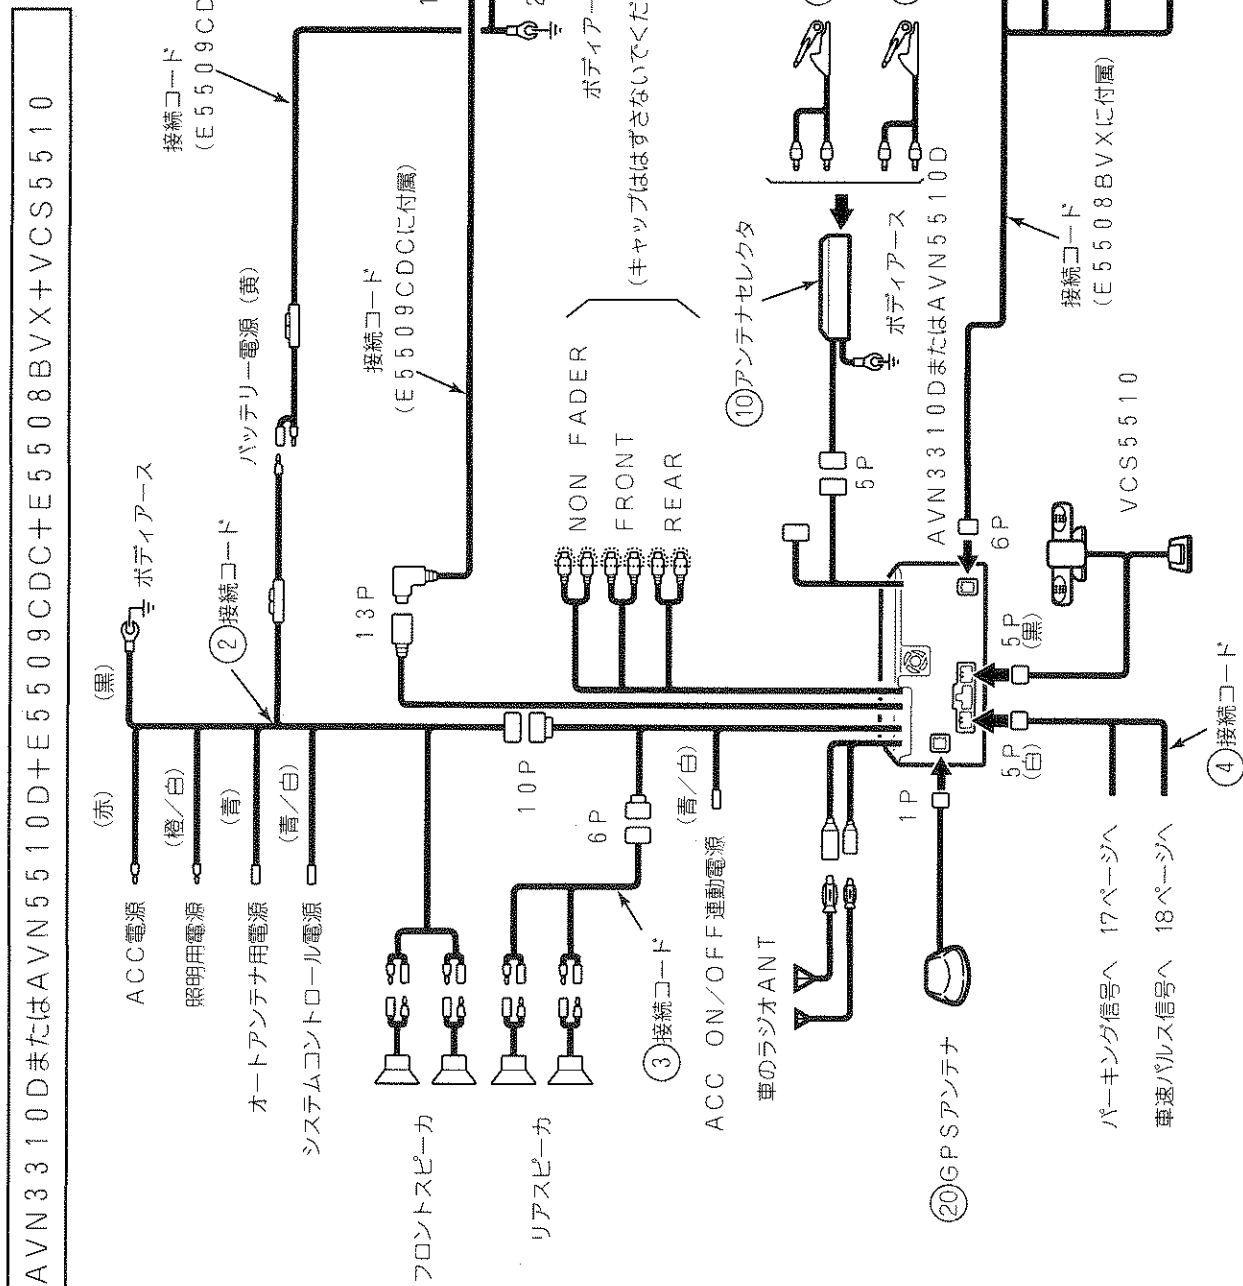 AVN3310DまたはAVN5510D+E5509CDC+E5508BVX+VCS5510
(赤)
(黒)
ボディアース
ACC電源
(橙/白)
照明用電源
(青)
オートアンテナ用電源
(青/白)
システムコントロール電源
②接続コード
バッテリー電源(黄)
接続コード
(E5509CD
フロントスピーカ
リアスピーカ
10P
6P
③接続コード
13P
接続コード
(E5509CDCに付属)
ボディアー
(キャップははずさないでくだ
NON FADER
FRONT
REAR
(青/白)
ACC ON/OFF連動電源
車のラジオANT
⑩アンテナセレクタ
5P
ボディアース
AVN3310DまたはAVN5510D
1P
⑳GPSアンテナ
6P
接続コード
(E5508BVXに付属)
5P
(白)
5P
(黒)
VCS5510
パーキング信号へ 17ページへ
車速パルス信号へ 18ページへ
④接続コード